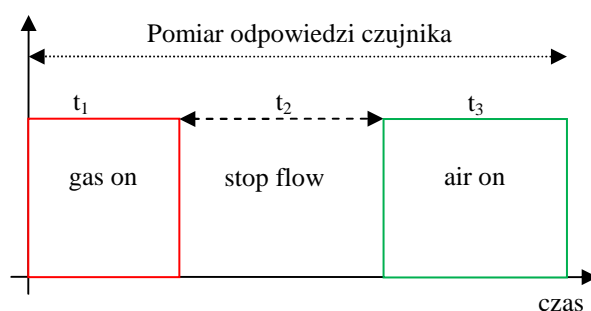 Pomiar odpowiedzi czujnika
t₁ t₂ t₃
gas on stop flow air on
czas